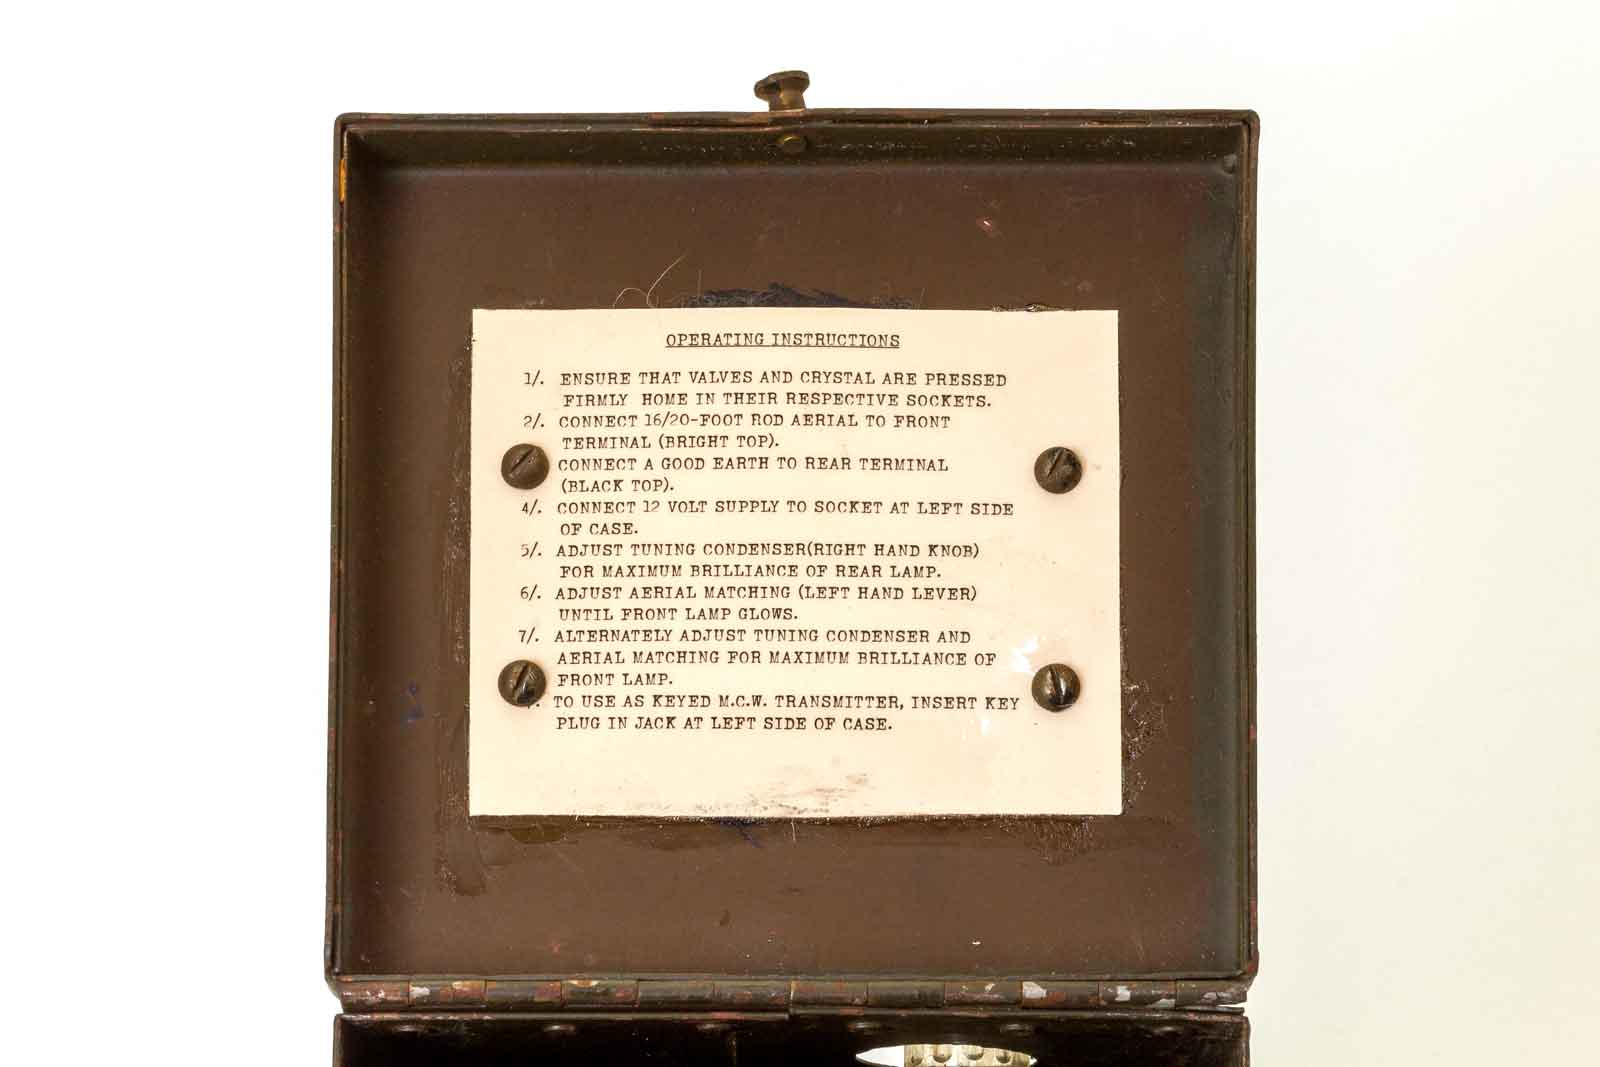 OPERATING INSTRUCTIONS
1/. ENSURE THAT VALVES AND CRYSTAL ARE PRESSED
FIRMLY HOME IN THEIR RESPECTIVE SOCKETS.
2/. CONNECT 16/20-FOOT ROD AERIAL TO FRONT
TERMINAL (BRIGHT TOP).
CONNECT A GOOD EARTH TO REAR TERMINAL
(BLACK TOP).
4/. CONNECT 12 VOLT SUPPLY TO SOCKET AT LEFT SIDE
OF CASE.
5/. ADJUST TUNING CONDENSER(RIGHT HAND KNOB)
FOR MAXIMUM BRILLIANCE OF REAR LAMP.
6/. ADJUST AERIAL MATCHING (LEFT HAND LEVER)
UNTIL FRONT LAMP GLOWS.
7/. ALTERNATELY ADJUST TUNING CONDENSER AND
AERIAL MATCHING FOR MAXIMUM BRILLIANCE OF
FRONT LAMP.
TO USE AS KEYED M.C.W. TRANSMITTER, INSERT KEY
PLUG IN JACK AT LEFT SIDE OF CASE.